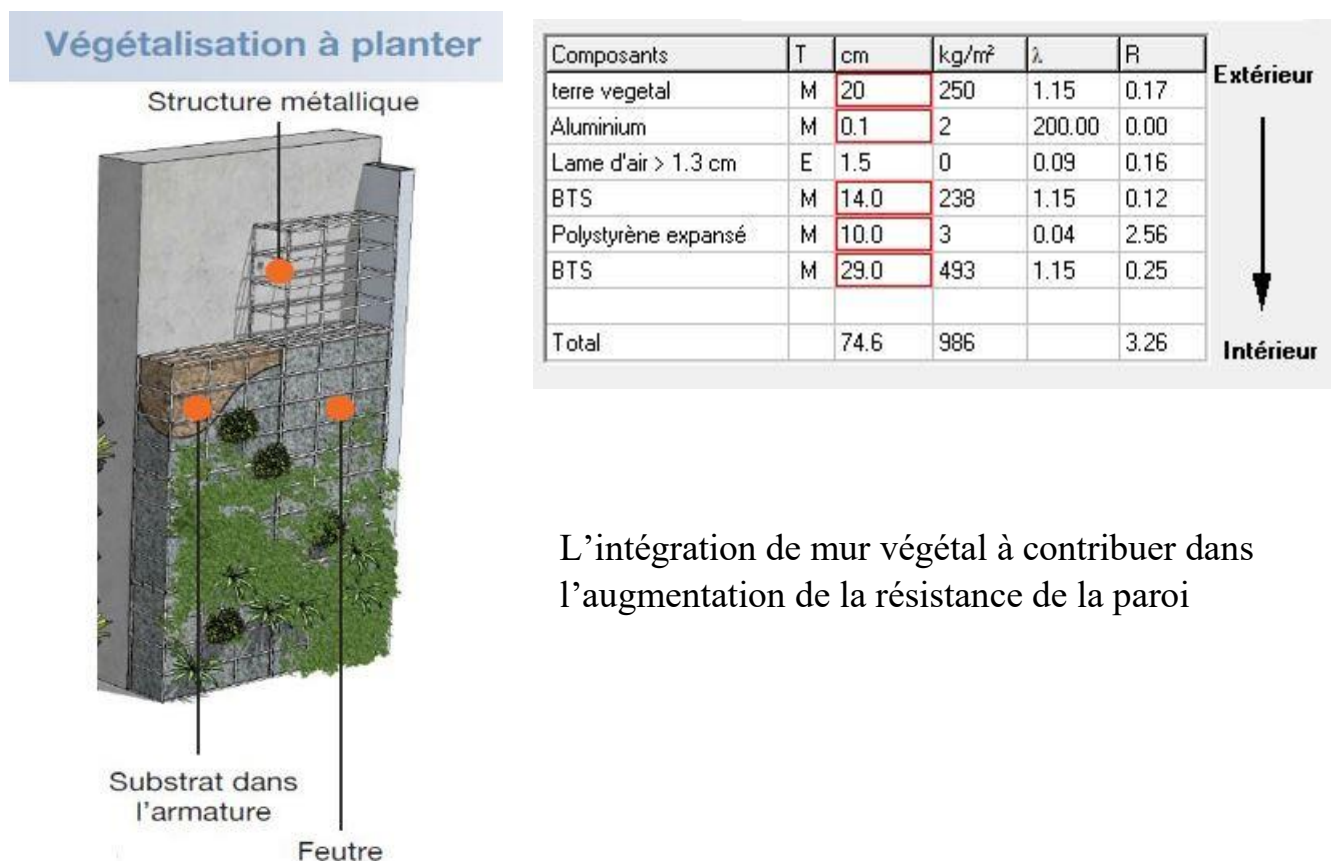 Végétalisation à planter
Structure métallique
Substrat dans
l'armature
Feutre
Composants T cm kg/m² λ R
terre vegetal M 20 250 1.15 0.17
Aluminium M 0.1 2 200.00 0.00
Lame d'air > 1.3 cm E 1.5 0 0.09 0.16
BTS M 14.0 238 1.15 0.12
Polystyrène expansé M 10.0 3 0.04 2.56
BTS M 29.0 493 1.15 0.25
Total 74.6 986 3.26
Extérieur
Intérieur
L'intégration de mur végétal à contribuer dans
l'augmentation de la résistance de la paroi